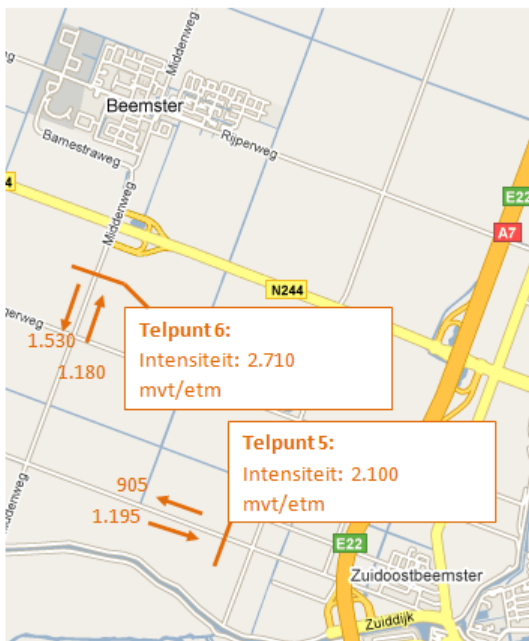 Middenweg
Beemster
Rijperweg
Bamestraweg
E22
A7
Middenweg
N244
1.530
1.180
Telpunt 6:
Intensiteit: 2.710
mvt/etm
Telpunt 5:
Intensiteit: 2.100
mvt/etm
905
1.195
E22
Zuidoostbeemster
Zuiddijk